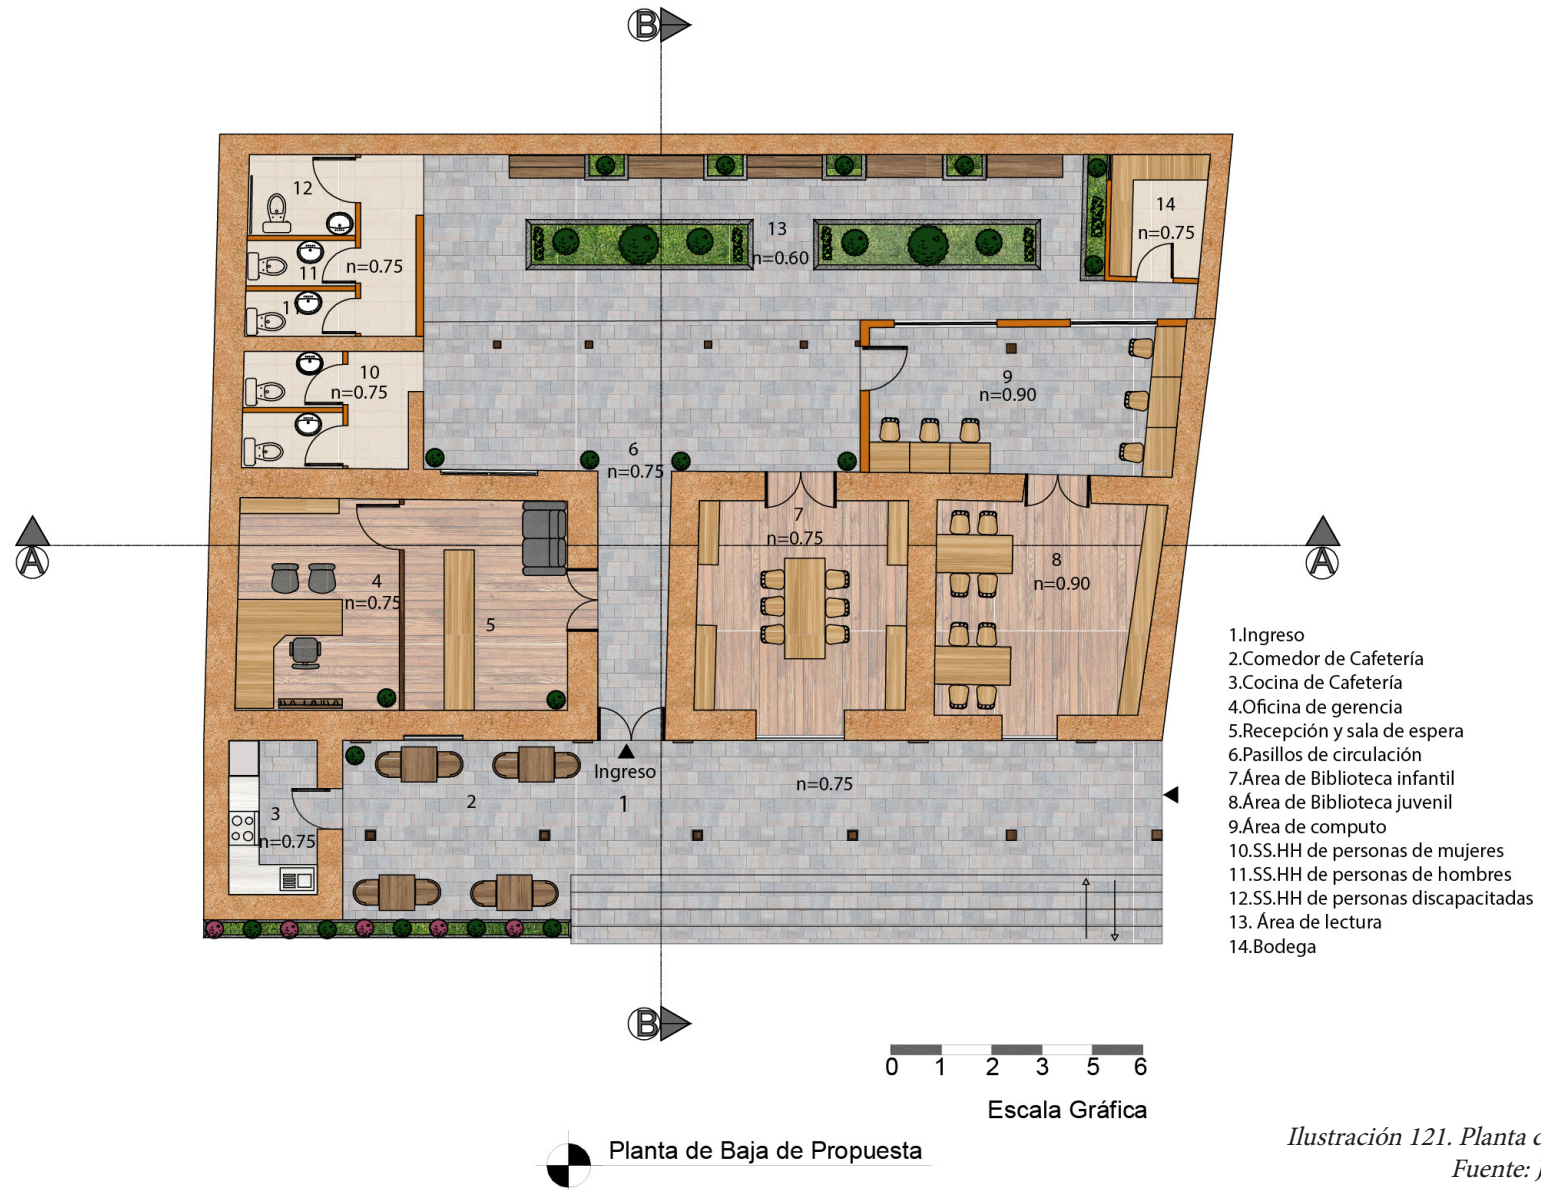 B
12
14
n=0.75
13
n=0.60
11
n=0.75
11
10
n=0.75
9
n=0.90
6
n=0.75
7
n=0.75
A
A
8
n=0.90
4
n=0.75
5
1.Ingreso
2.Comedor de Cafetería
3.Cocina de Cafetería
4.Oficina de gerencia
5.Recepción y sala de espera
6.Pasillos de circulación
7.Área de Biblioteca infantil
8.Área de Biblioteca juvenil
9.Área de computo
10.SS.HH de personas de mujeres
11.SS.HH de personas de hombres
12.SS.HH de personas discapacitadas
13. Área de lectura
14.Bodega
Ingreso
n=0.75
2
1
3
n=0.75
B
0 1 2 3 5 6
Escala Gráfica
Planta de Baja de Propuesta
Ilustración 121. Planta
Fuente: